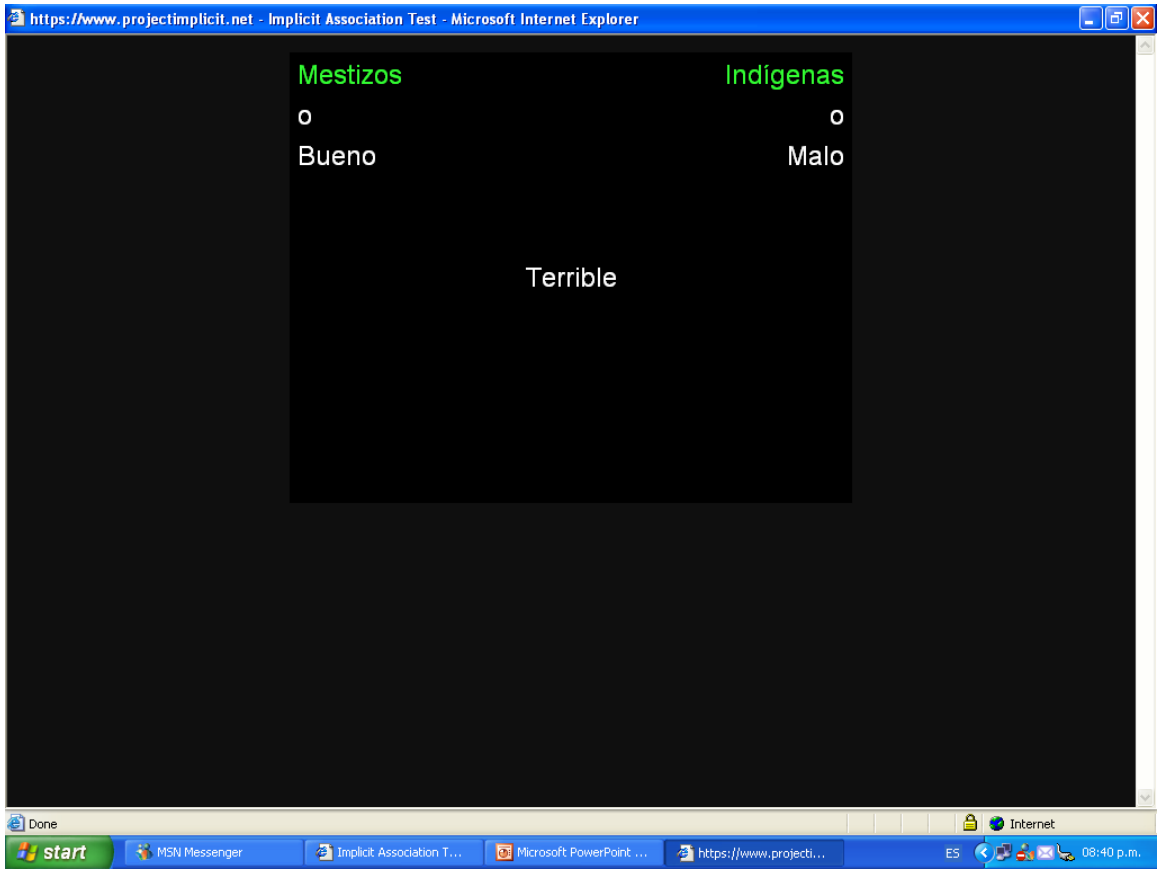 https://www.projectimplicit.net - Implicit Association Test - Microsoft Internet Explorer
Mestizos Indígenas
o o
Bueno Malo
Terrible
Done Internet
start MSN Messenger Implicit Association T... Microsoft PowerPoint ... https://www.projecti... ES 08:40 p.m.